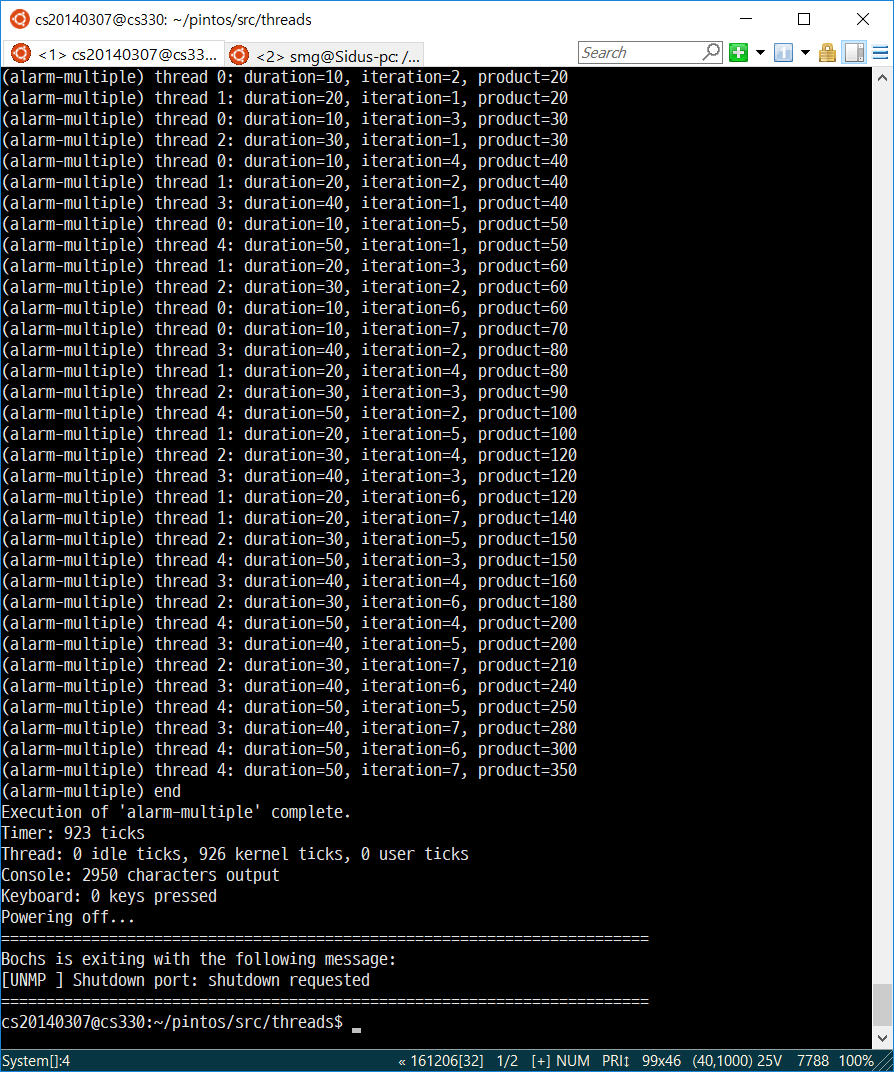 cs20140307@cs330: ~/pintos/src/threads
<1> cs20140307@cs33... <2> smg@Sidus-pc: /... Search
(alarm-multiple) thread 0: duration=10, iteration=2, product=20
(alarm-multiple) thread 1: duration=20, iteration=1, product=20
(alarm-multiple) thread 0: duration=10, iteration=3, product=30
(alarm-multiple) thread 2: duration=30, iteration=1, product=30
(alarm-multiple) thread 0: duration=10, iteration=4, product=40
(alarm-multiple) thread 1: duration=20, iteration=2, product=40
(alarm-multiple) thread 3: duration=40, iteration=1, product=40
(alarm-multiple) thread 0: duration=10, iteration=5, product=50
(alarm-multiple) thread 4: duration=50, iteration=1, product=50
(alarm-multiple) thread 1: duration=20, iteration=3, product=60
(alarm-multiple) thread 2: duration=30, iteration=2, product=60
(alarm-multiple) thread 0: duration=10, iteration=6, product=60
(alarm-multiple) thread 0: duration=10, iteration=7, product=70
(alarm-multiple) thread 3: duration=40, iteration=2, product=80
(alarm-multiple) thread 1: duration=20, iteration=4, product=80
(alarm-multiple) thread 2: duration=30, iteration=3, product=90
(alarm-multiple) thread 4: duration=50, iteration=2, product=100
(alarm-multiple) thread 1: duration=20, iteration=5, product=100
(alarm-multiple) thread 2: duration=30, iteration=4, product=120
(alarm-multiple) thread 3: duration=40, iteration=3, product=120
(alarm-multiple) thread 1: duration=20, iteration=6, product=120
(alarm-multiple) thread 1: duration=20, iteration=7, product=140
(alarm-multiple) thread 2: duration=30, iteration=5, product=150
(alarm-multiple) thread 4: duration=50, iteration=3, product=150
(alarm-multiple) thread 3: duration=40, iteration=4, product=160
(alarm-multiple) thread 2: duration=30, iteration=6, product=180
(alarm-multiple) thread 4: duration=50, iteration=4, product=200
(alarm-multiple) thread 3: duration=40, iteration=5, product=200
(alarm-multiple) thread 2: duration=30, iteration=7, product=210
(alarm-multiple) thread 3: duration=40, iteration=6, product=240
(alarm-multiple) thread 4: duration=50, iteration=5, product=250
(alarm-multiple) thread 3: duration=40, iteration=7, product=280
(alarm-multiple) thread 4: duration=50, iteration=6, product=300
(alarm-multiple) thread 4: duration=50, iteration=7, product=350
(alarm-multiple) end
Execution of 'alarm-multiple' complete.
Timer: 923 ticks
Thread: 0 idle ticks, 926 kernel ticks, 0 user ticks
Console: 2950 characters output
Keyboard: 0 keys pressed
Powering off...
========================================================================
Bochs is exiting with the following message:
[UNMP ] Shutdown port: shutdown requested
========================================================================
cs20140307@cs330:~/pintos/src/threads$
System[]:4 « 161206[32] 1/2 [+] NUM PRI↕ 99x46 (40,1000) 25V 7788 100%